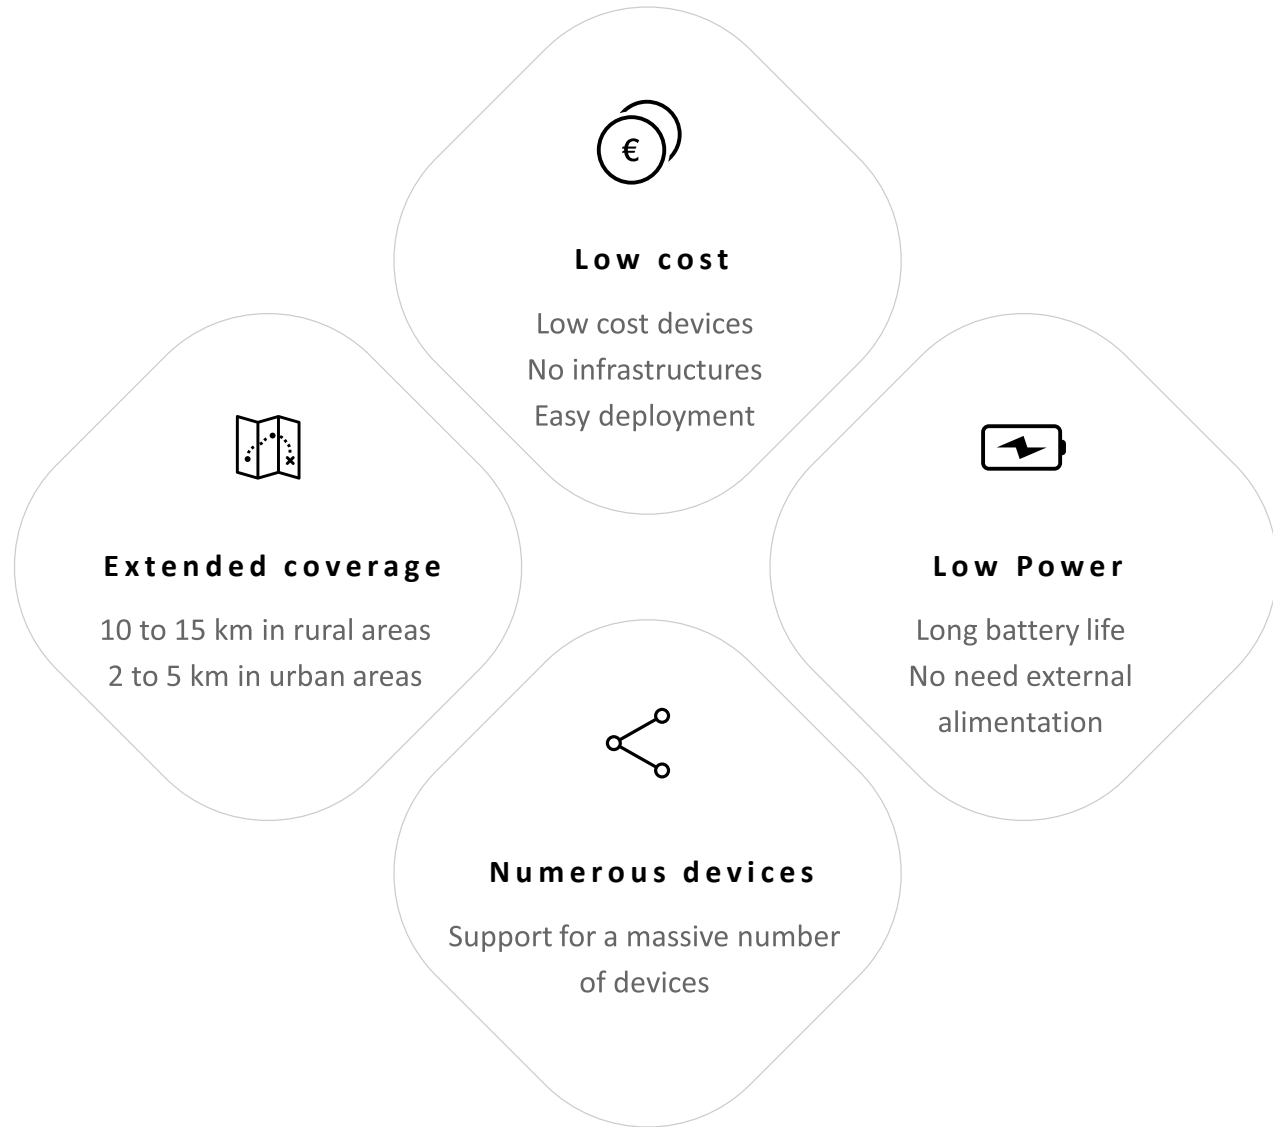 €
Low cost
Low cost devices
No infrastructures
Easy deployment
Extended coverage
10 to 15 km in rural areas
2 to 5 km in urban areas
Low Power
Long battery life
No need external
alimentation
Numerous devices
Support for a massive number
of devices